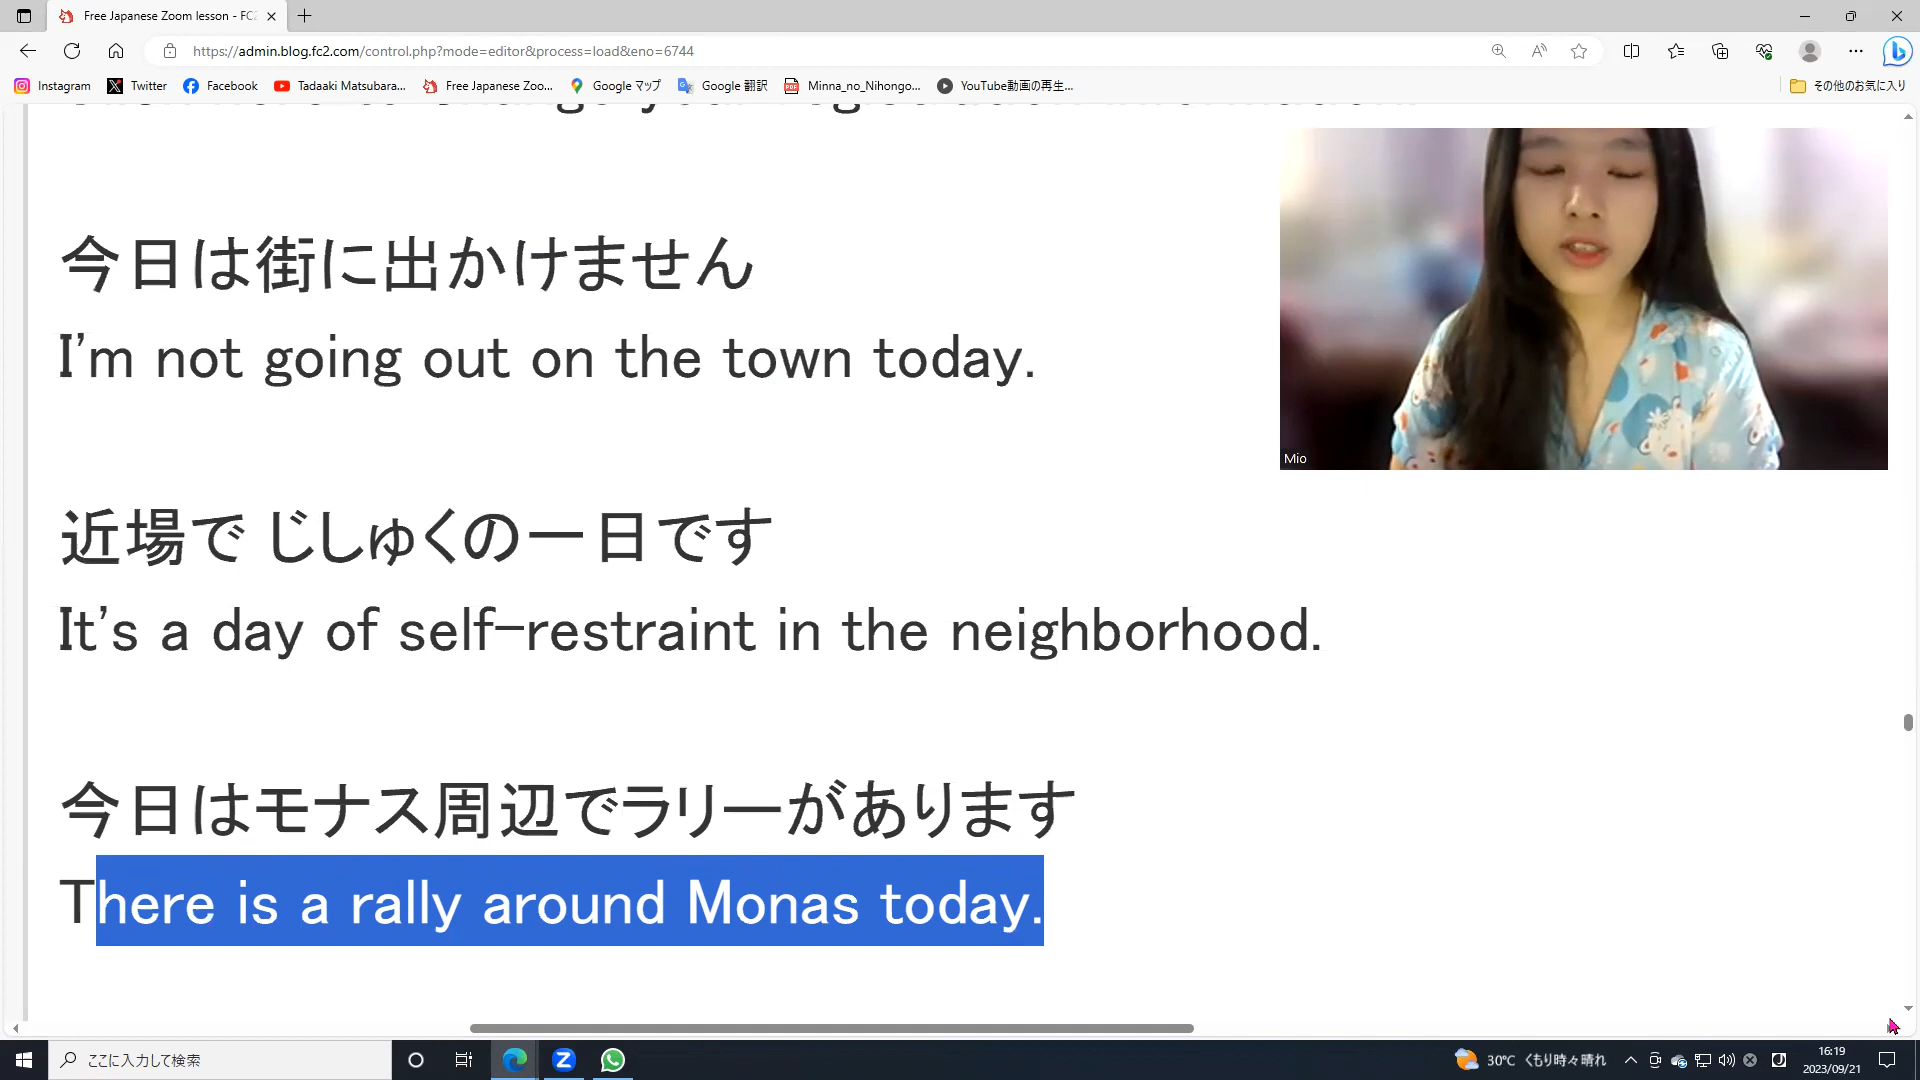 Free Japanese Zoom lesson - FC2
https://admin.blog.fc2.com/control.php?mode=editor&process=load&eno=6744
Instagram
Twitter
Facebook
Tadaaki Matsubara...
Free Japanese Zoo...
Google マップ
Google 翻訳
Minna_no_Nihongo...
YouTube動画の再生...
その他のお気に入り
今日は街に出かけません
I'm not going out on the town today.
近場で じしゅくの一日です
It's a day of self-restraint in the neighborhood.
今日はモナス周辺でラリーがあります
There is a rally around Monas today.
Mio
ここに入力して検索
30℃ くもり時々晴れ
16:19
2023/09/21